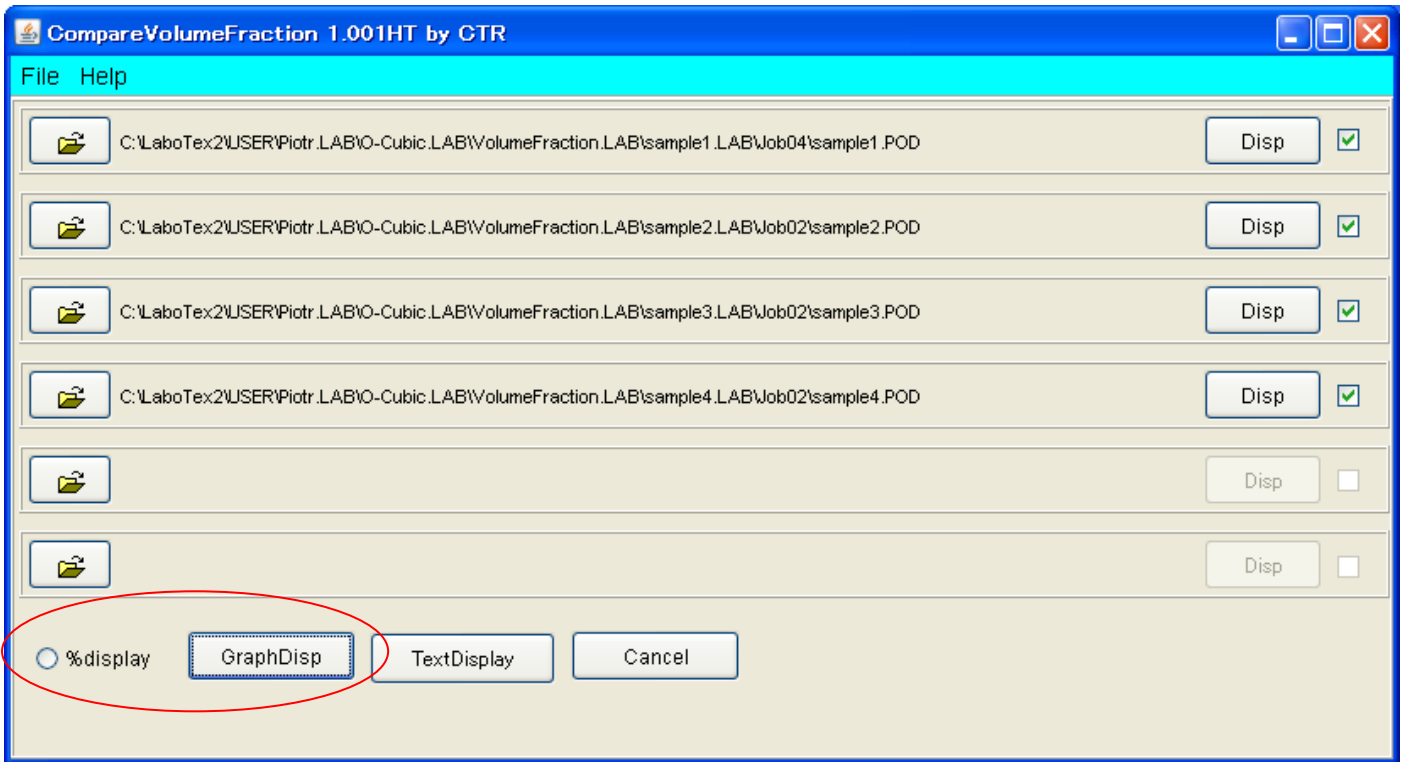 CompareVolumeFraction 1.001HT by CTR
File Help
C:\LaboTex2\USER\Piotr.LAB\O-Cubic.LAB\VolumeFraction.LAB\sample1.LAB\Job04\sample1.POD Disp
C:\LaboTex2\USER\Piotr.LAB\O-Cubic.LAB\VolumeFraction.LAB\sample2.LAB\Job02\sample2.POD Disp
C:\LaboTex2\USER\Piotr.LAB\O-Cubic.LAB\VolumeFraction.LAB\sample3.LAB\Job02\sample3.POD Disp
C:\LaboTex2\USER\Piotr.LAB\O-Cubic.LAB\VolumeFraction.LAB\sample4.LAB\Job02\sample4.POD Disp
Disp
Disp
%display GraphDisp TextDisplay Cancel